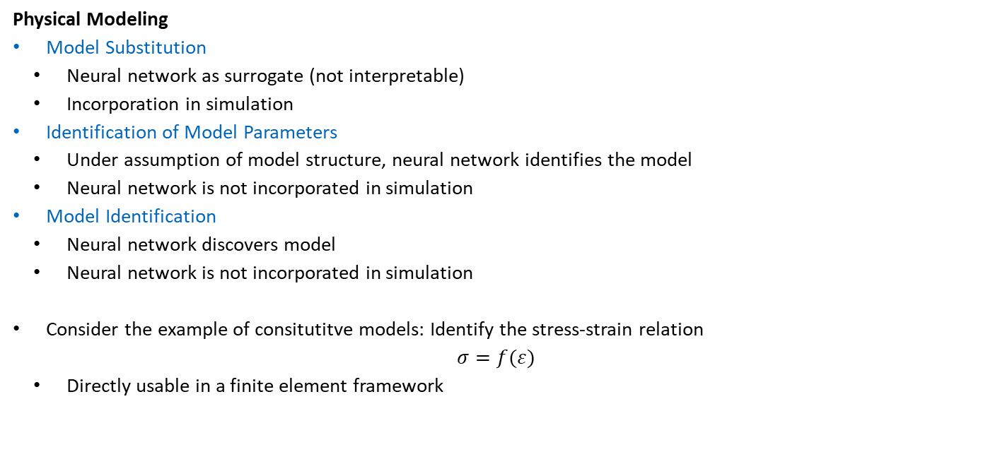 Physical Modeling
• Model Substitution
• Neural network as surrogate (not interpretable)
• Incorporation in simulation
• Identification of Model Parameters
• Under assumption of model structure, neural network identifies the model
• Neural network is not incorporated in simulation
• Model Identification
• Neural network discovers model
• Neural network is not incorporated in simulation
• Consider the example of consitutitve models: Identify the stress-strain relation
σ = f(ε)
• Directly usable in a finite element framework